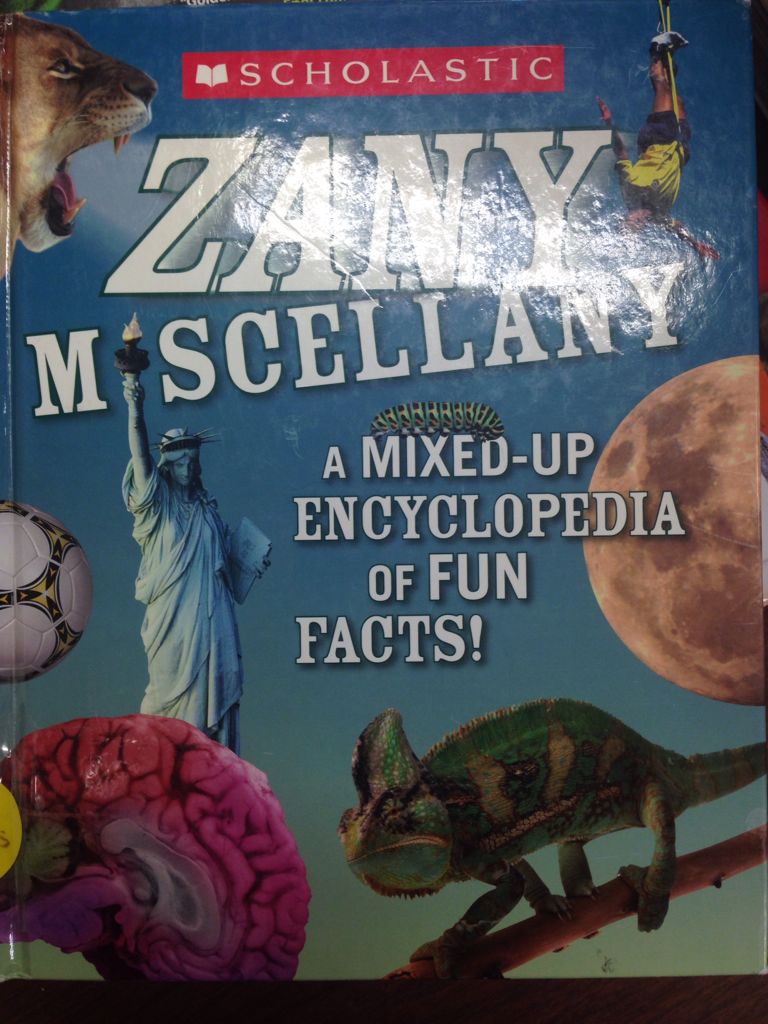 SCHOLASTIC
ZANY
MISCELLANY
A MIXED-UP
ENCYCLOPEDIA
OF FUN
FACTS!